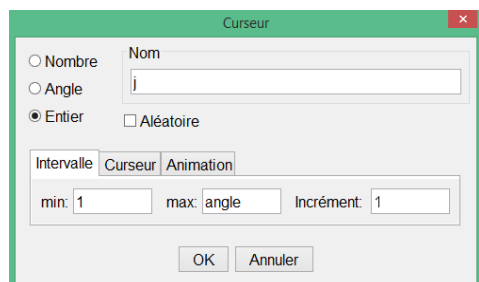 Curseur
Nombre
Angle
Entier
Nom
j
Aléatoire
Intervalle Curseur Animation
min: 1 max: angle Incrément: 1
OK Annuler